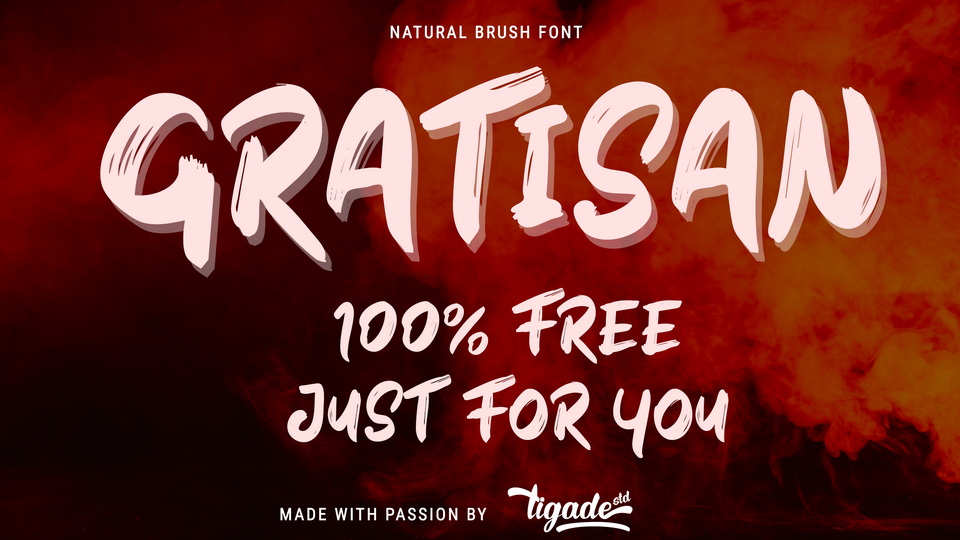 NATURAL BRUSH FONT
GRATISAN
100% FREE
JUST FOR YOU
MADE WITH PASSION BY tigade std